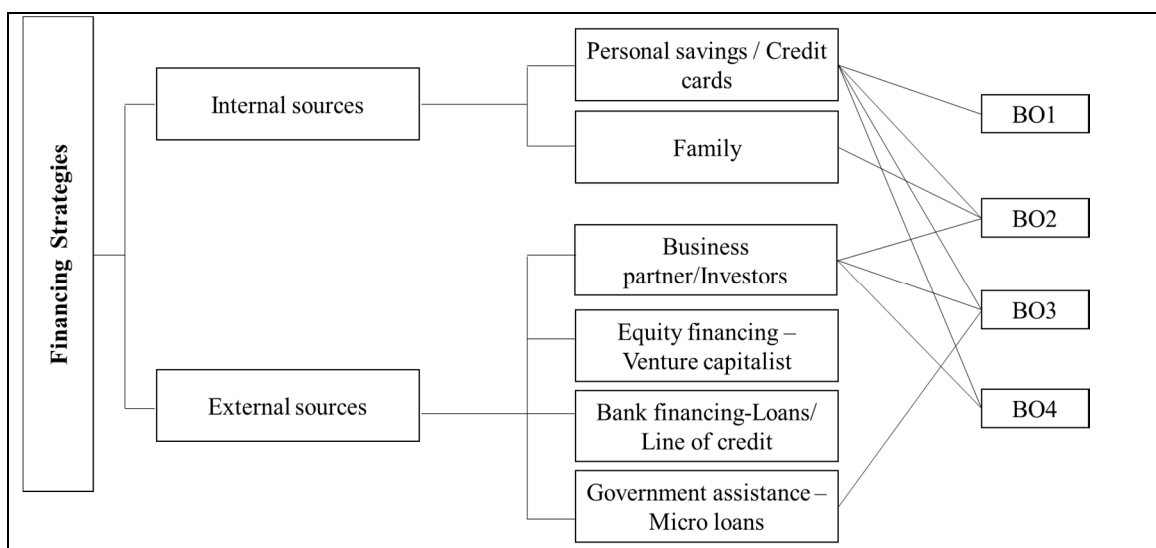 Financing Strategies
Internal sources
External sources
Personal savings / Credit
cards
Family
Business
partner/Investors
Equity financing –
Venture capitalist
Bank financing-Loans/
Line of credit
Government assistance –
Micro loans
BO1
BO2
BO3
BO4